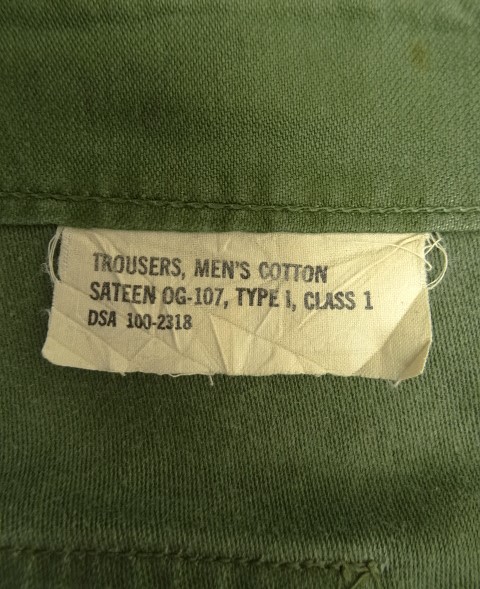 TROUSERS, MEN'S COTTON
SATEEN OG-107, TYPE I, CLASS 1
DSA 100-2318